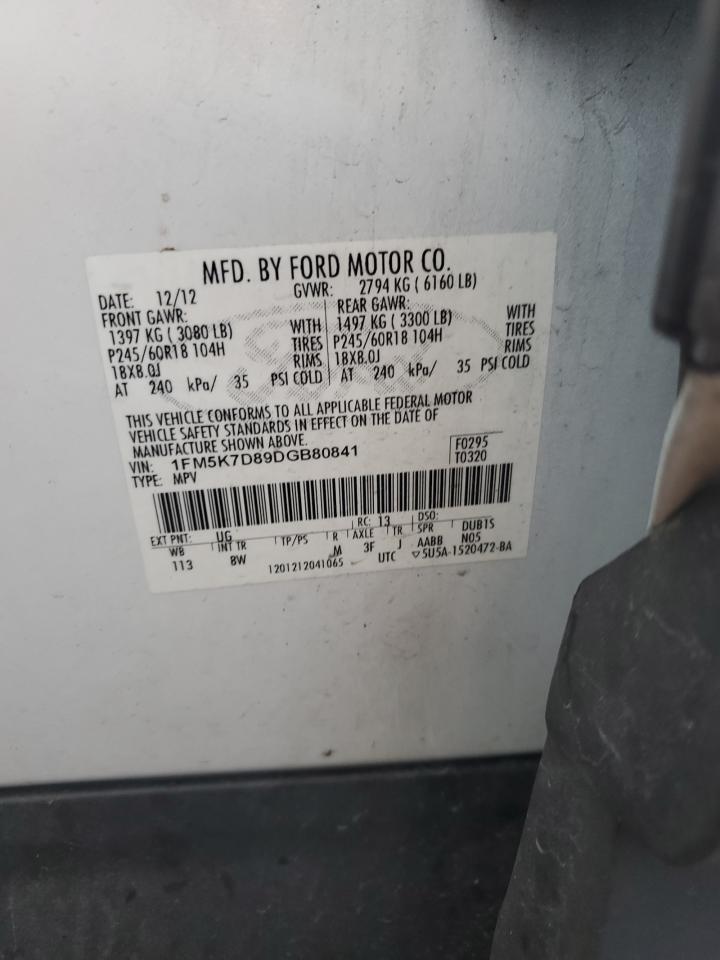 MFD. BY FORD MOTOR CO.
DATE: 12/12 GVWR: 2794 KG ( 6160 LB)
FRONT GAWR: REAR GAWR:
1397 KG ( 3080 LB) WITH 1497 KG ( 3300 LB) WITH
P245/60R18 104H TIRES P245/60R18 104H TIRES
18X8.0J RIMS 18X8.0J RIMS
AT 240 kPa/ 35 PSI COLD AT 240 kPa/ 35 PSI COLD
THIS VEHICLE CONFORMS TO ALL APPLICABLE FEDERAL MOTOR
VEHICLE SAFETY STANDARDS IN EFFECT ON THE DATE OF
MANUFACTURE SHOWN ABOVE.
VIN: 1FM5K7D89DGB80841 F0295
TYPE: MPV T0320
EXT PNT: UG RC: 13 DSO:
WB INT TR TP/PS R AXLE TR SPR DUBTS
113 8W M 3F J AABB N05
1201212041065 UTC ▽5U5A-1520472-BA